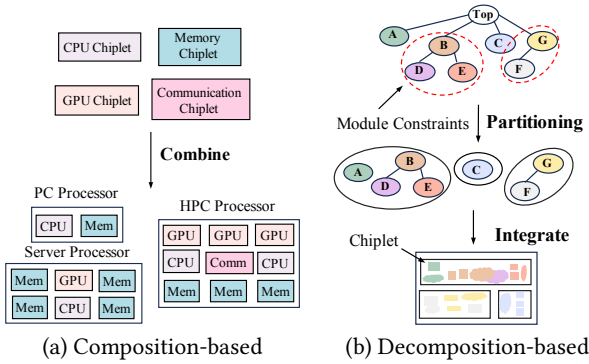 CPU Chiplet
Memory
Chiplet
GPU Chiplet
Communication
Chiplet
Combine
PC Processor
CPU Mem
Server Processor
Mem GPU Mem
Mem CPU Mem
HPC Processor
GPU GPU GPU
CPU Comm CPU
Mem Mem Mem
(a) Composition-based
Top
A B C G
D E F
Module Constraints
Partitioning
A B C G
D E F
Integrate
Chiplet
(b) Decomposition-based